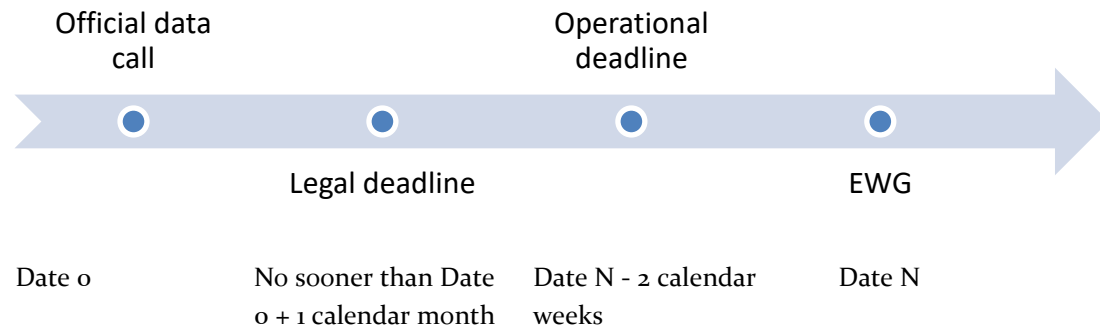 Official data
call
Operational
deadline
Legal deadline
EWG
Date 0
No sooner than Date
0 + 1 calendar month
Date N - 2 calendar
weeks
Date N